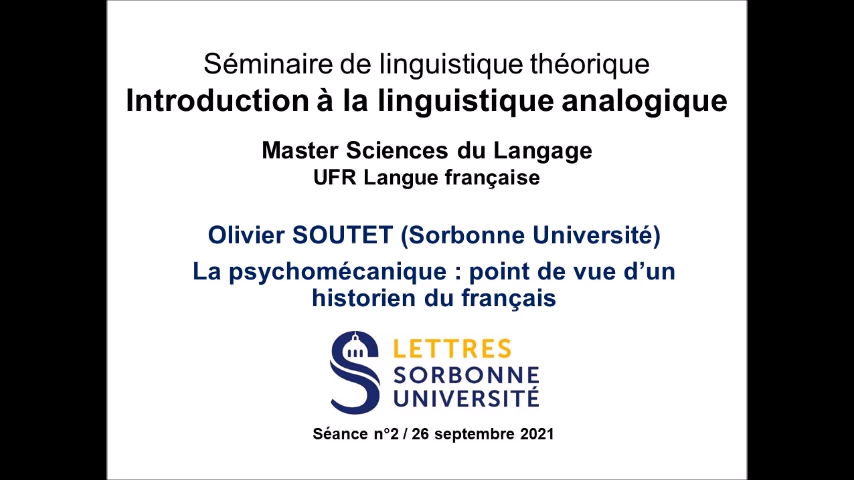 Séminaire de linguistique théorique
Introduction à la linguistique analogique
Master Sciences du Langage
UFR Langue française
Olivier SOUTET (Sorbonne Université)
La psychomécanique : point de vue d’un
historien du français
LETTRES
SORBONNE
UNIVERSITÉ
Séance n°2 / 26 septembre 2021